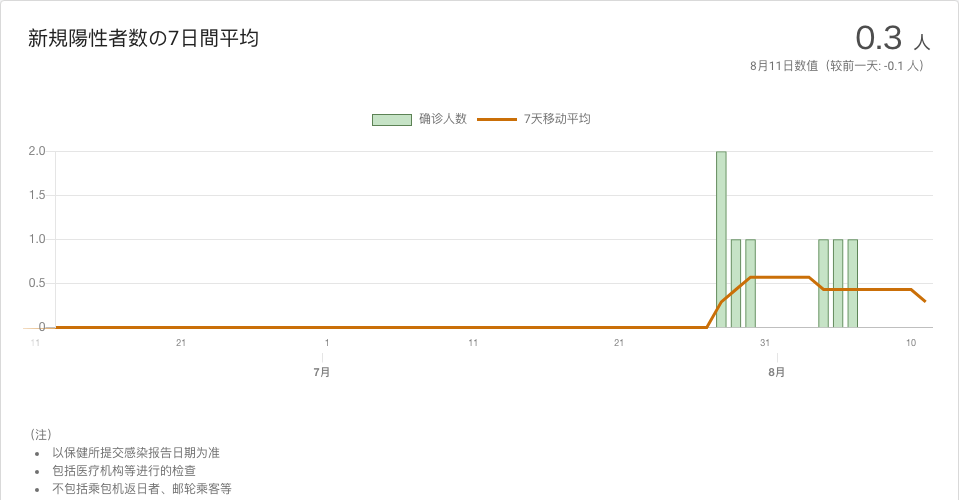 新規陽性者数の7日間平均
0.3 人
8月11日数值（较前一天: -0.1 人）
确诊人数 7天移动平均
2.0
1.5
1.0
0.5
0
11 21 1 11 21 31 10
7月 8月
（注）
• 以保健所提交感染报告日期为准
• 包括医疗机构等进行的检查
• 不包括乘包机返日者、邮轮乘客等